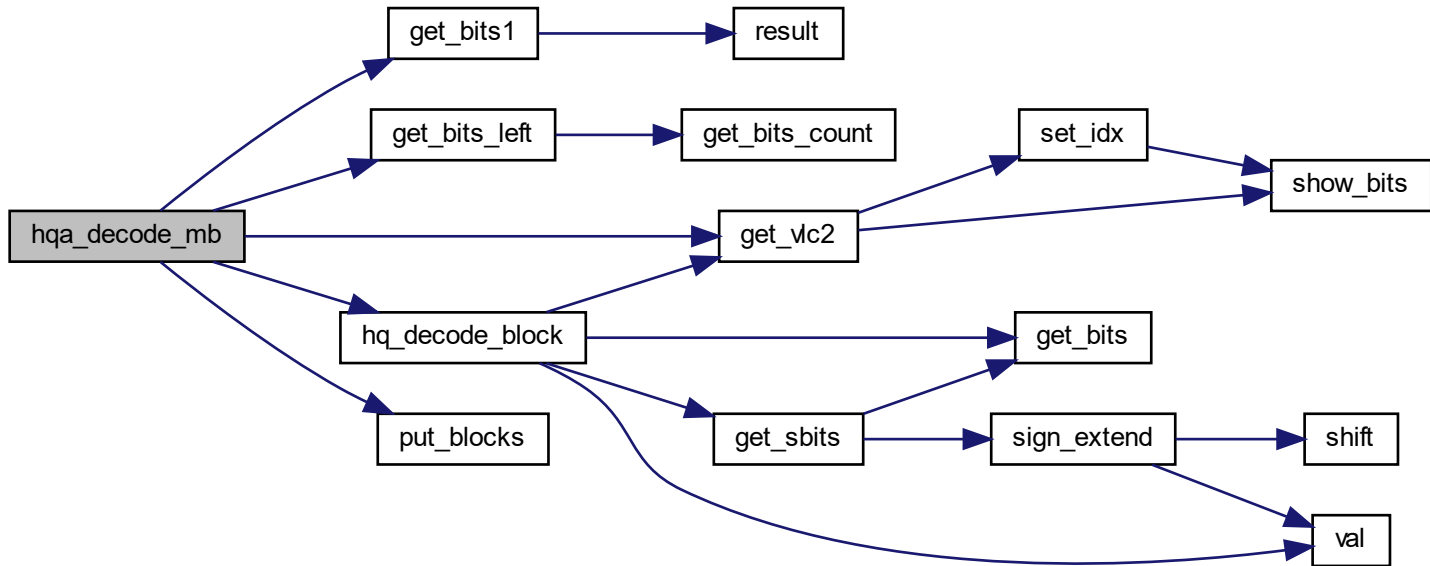 get_bits1
result
get_bits_left
get_bits_count
set_idx
show_bits
hqa_decode_mb
get_vlc2
hq_decode_block
get_bits
put_blocks
get_sbits
sign_extend
shift
val